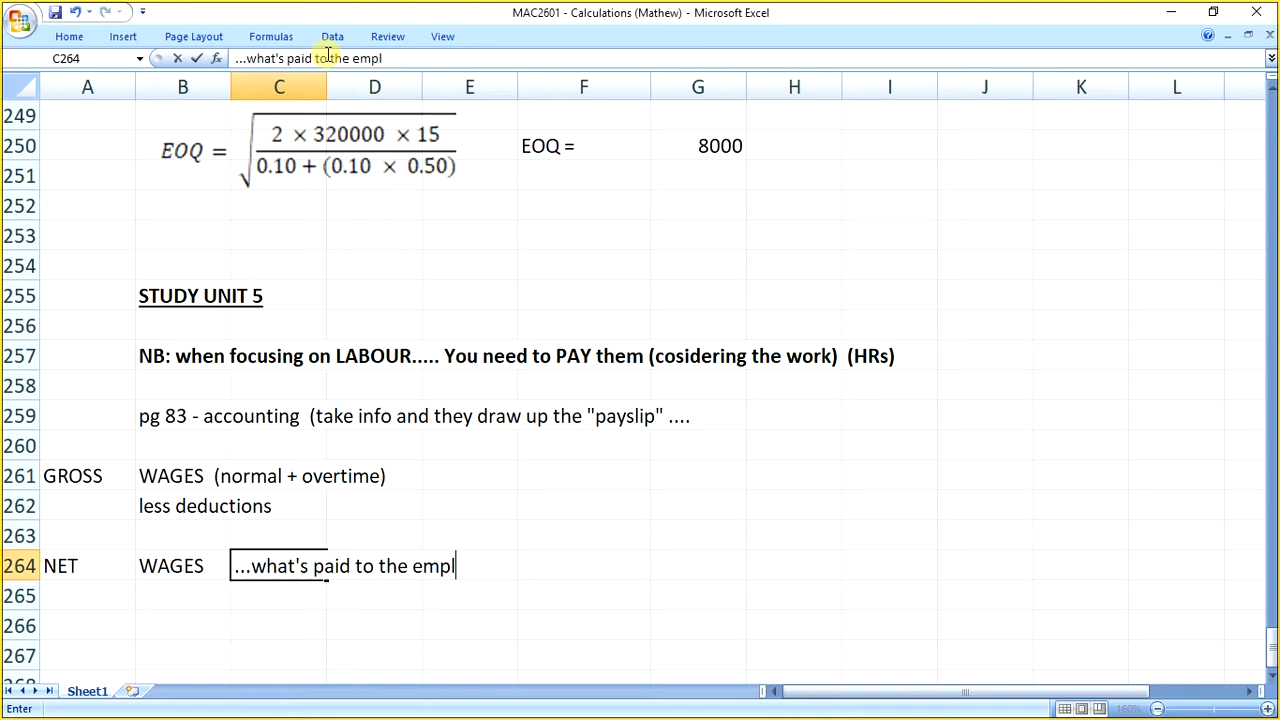 MAC2601 - Calculations (Mathew) - Microsoft Excel
Home Insert Page Layout Formulas Data Review View
C264 fx ...what's paid to the empl
A B C D E F G H I J K L
249
250 EOQ = √ 2 × 320000 × 15 / 0.10 + (0.10 × 0.50) EOQ = 8000
251
252
253
254
255 STUDY UNIT 5
256
257 NB: when focusing on LABOUR..... You need to PAY them (cosidering the work) (HRs)
258
259 pg 83 - accounting (take info and they draw up the "payslip" ....
260
261 GROSS WAGES (normal + overtime)
262 less deductions
263
264 NET WAGES ...what's paid to the empl
265
266
267
Sheet1
Enter 160%